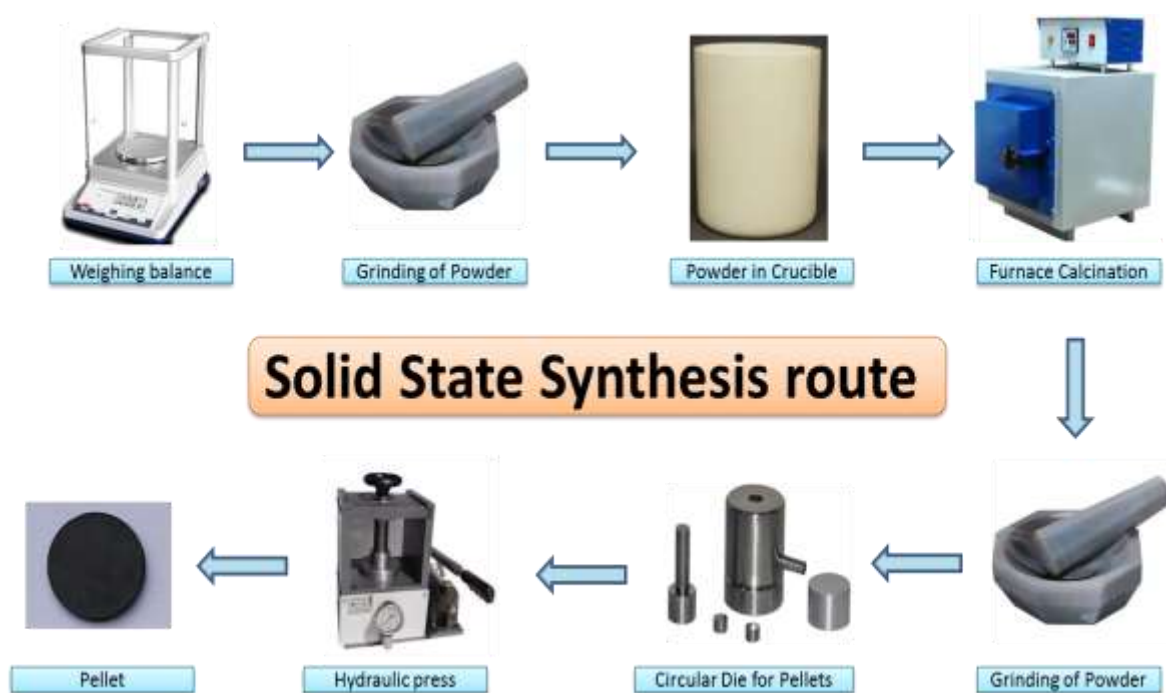 Weighing balance
Grinding of Powder
Powder in Crucible
Furnace Calcination
Solid State Synthesis route
Pellet
Hydraulic press
Circular Die for Pellets
Grinding of Powder